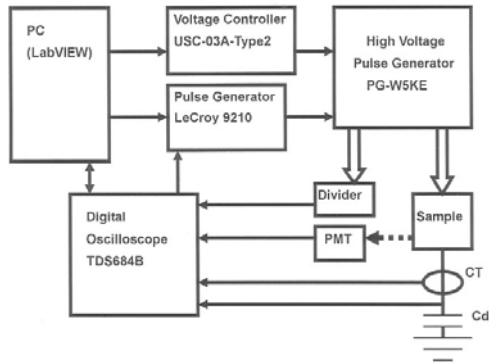 PC
(LabVIEW)
Voltage Controller
USC-03A-Type2
High Voltage
Pulse Generator
PG-W5KE
Pulse Generator
LeCroy 9210
Divider
Sample
Digital
Oscilloscope
TDS684B
PMT
CT
Cd